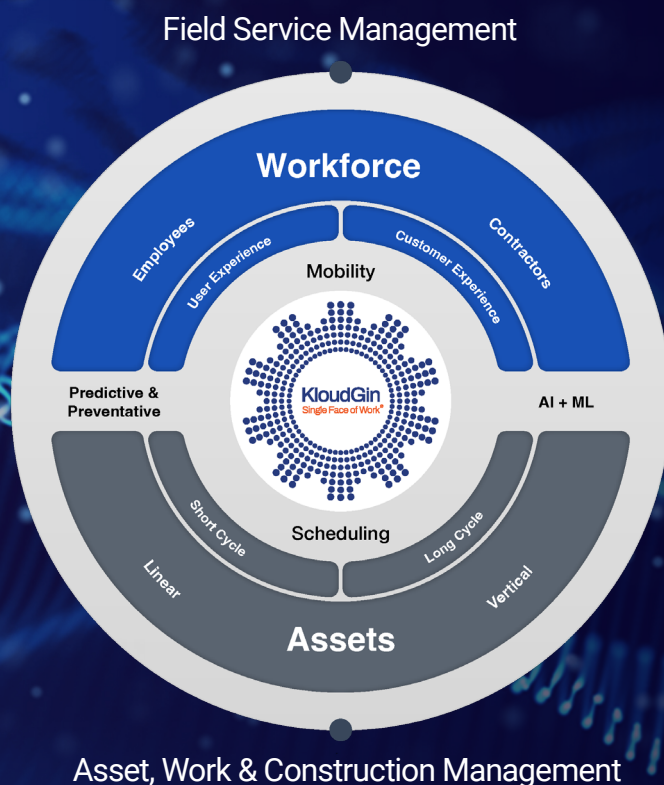 Field Service Management
Workforce
Employees
Contractors
User Experience
Customer Experience
Mobility
KloudGin
Single Face of Work®
Predictive &
Preventative
AI + ML
Scheduling
Short Cycle
Long Cycle
Linear
Vertical
Assets
Asset, Work & Construction Management